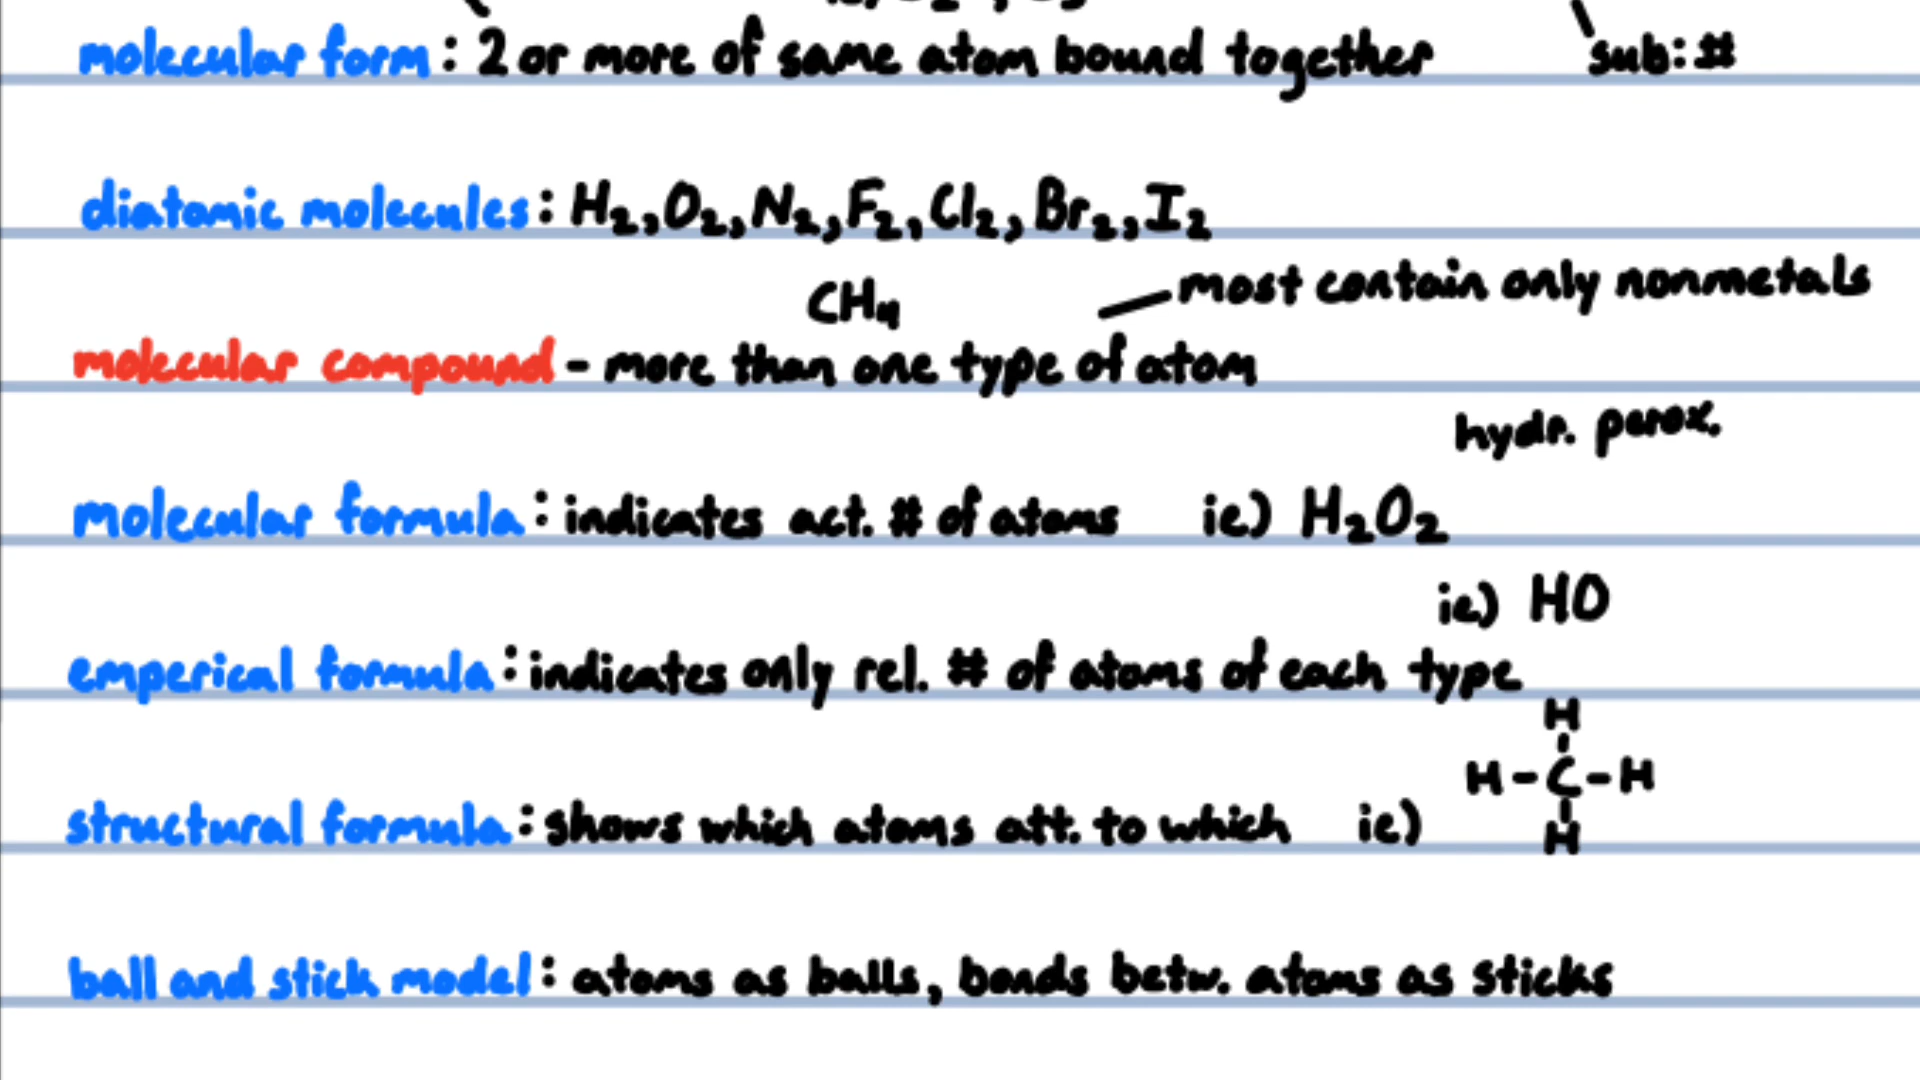 molecular form: 2 or more of same atom bound together sub: #
diatomic molecules: H₂, O₂, N₂, F₂, Cl₂, Br₂, I₂
CH₄ most contain only nonmetals
molecular compound - more than one type of atom
hydr. perox.
molecular formula: indicates act. # of atoms ie) H₂O₂
ie) HO
emperical formula: indicates only rel. # of atoms of each type
H
H-C-H
structural formula: shows which atoms att. to which ie)
H
ball and stick model: atoms as balls, bonds betw. atoms as sticks